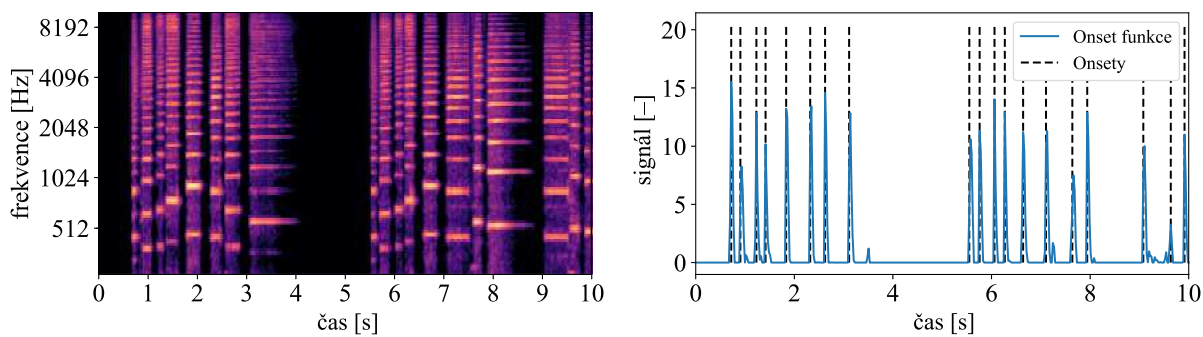 8192
4096
2048
1024
512
frekvence [Hz]
0 1 2 3 4 5 6 7 8 9 10
čas [s]
20
15
10
5
0
signál [–]
Onset funkce
Onsety
0 2 4 6 8 10
čas [s]